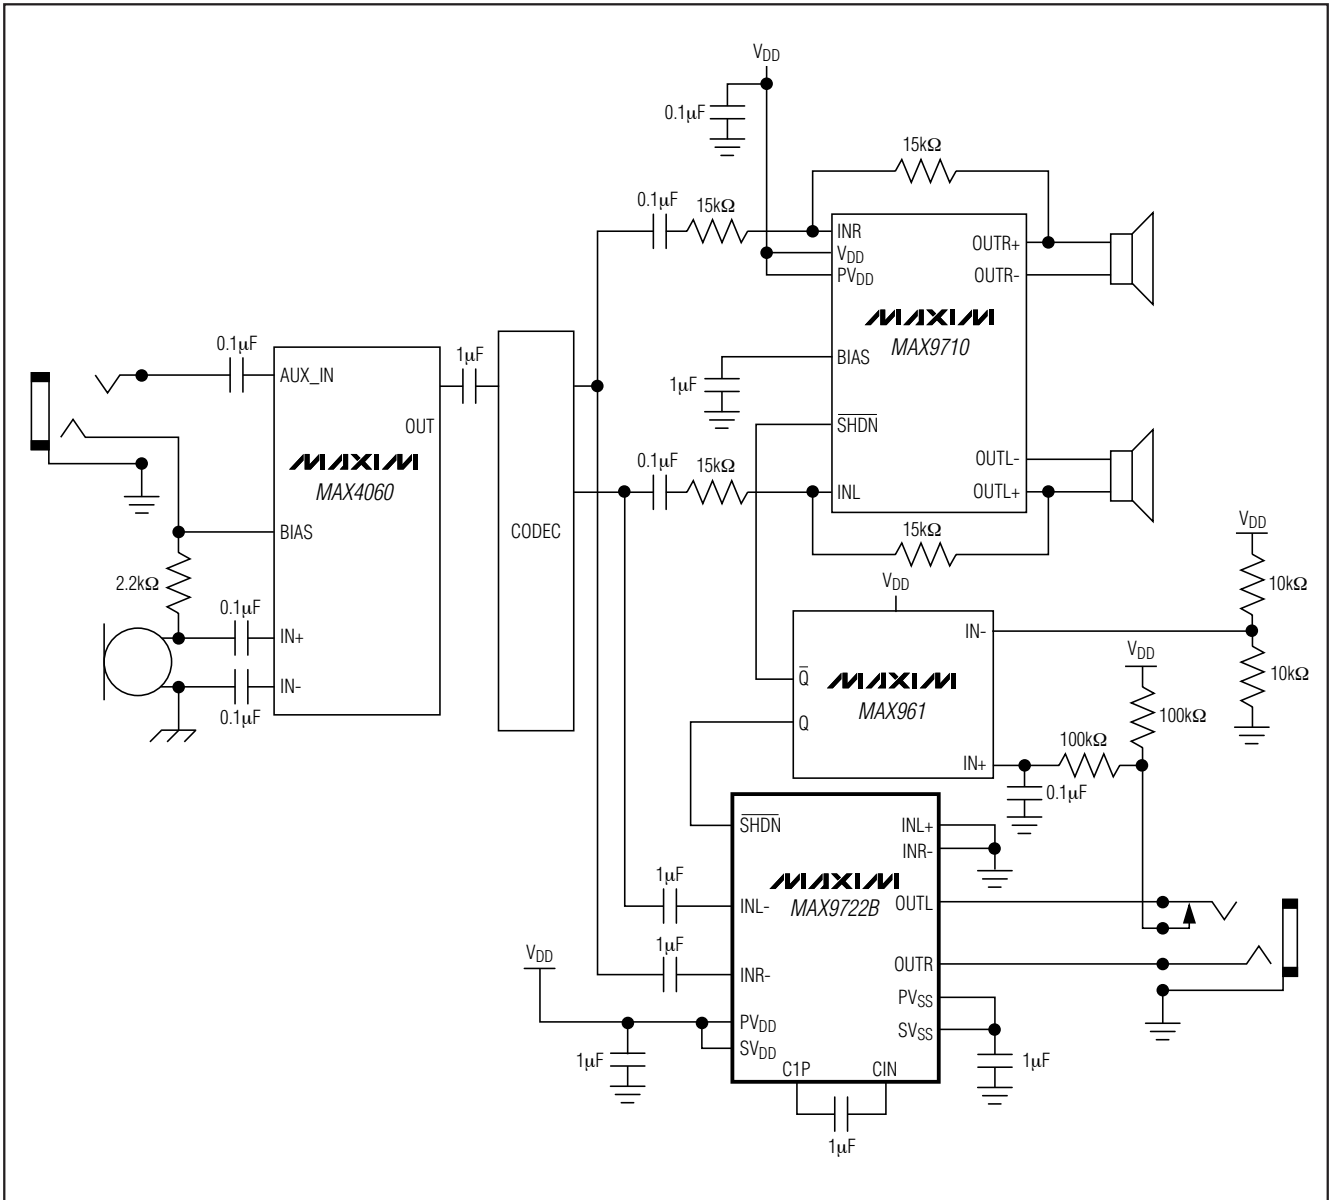 VDD
0.1µF
15kΩ
0.1µF
15kΩ
INR
VDD
PVDD
OUTR+
OUTR-
MAXIM
MAX9710
BIAS
1µF
SHDN
OUTL-
OUTL+
0.1µF
15kΩ
INL
15kΩ
0.1µF
AUX_IN
1µF
OUT
MAXIM
MAX4060
BIAS
2.2kΩ
0.1µF
IN+
IN-
0.1µF
CODEC
VDD
IN-
Q
MAXIM
MAX961
Q
IN+
VDD
10kΩ
10kΩ
VDD
100kΩ
100kΩ
0.1µF
SHDN
INL+
INR-
MAXIM
MAX9722B
1µF
INL-
OUTL
1µF
INR-
OUTR
VDD
PVDD
SVDD
1µF
PVSS
SVSS
1µF
C1P
CIN
1µF